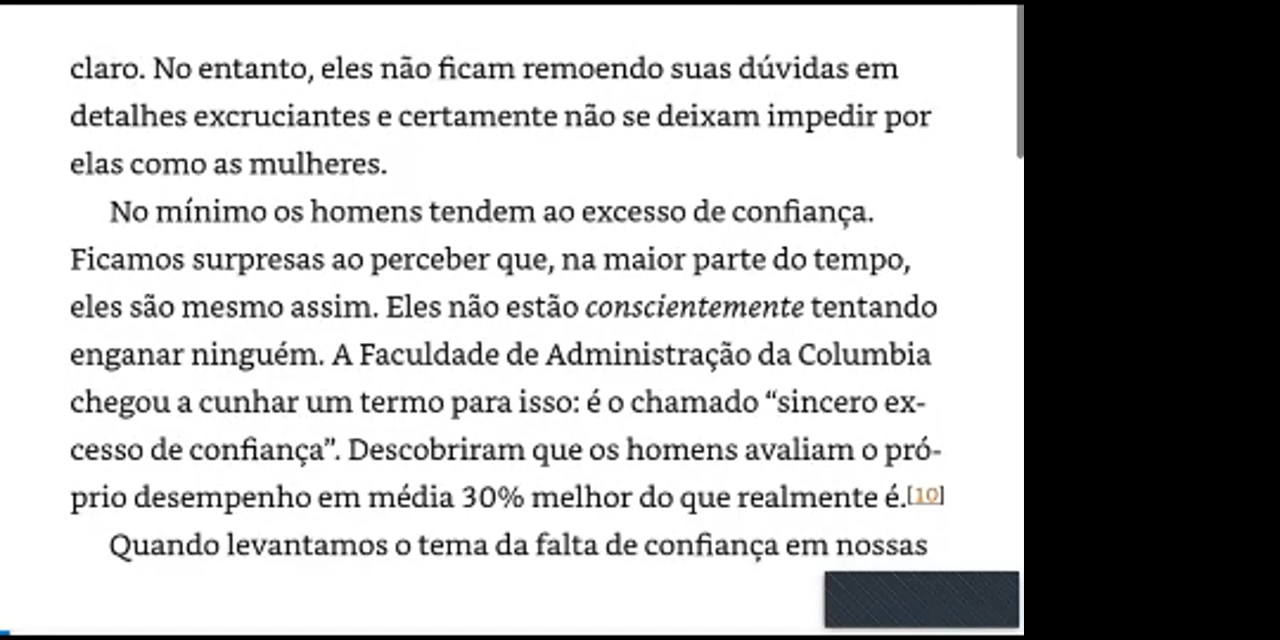 claro. No entanto, eles não ficam remoendo suas dúvidas em
detalhes excruciantes e certamente não se deixam impedir por
elas como as mulheres.
No mínimo os homens tendem ao excesso de confiança.
Ficamos surpresas ao perceber que, na maior parte do tempo,
eles são mesmo assim. Eles não estão conscientemente tentando
enganar ninguém. A Faculdade de Administração da Columbia
chegou a cunhar um termo para isso: é o chamado “sincero ex-
cesso de confiança”. Descobriram que os homens avaliam o pró-
prio desempenho em média 30% melhor do que realmente é.[10]
Quando levantamos o tema da falta de confiança em nossas